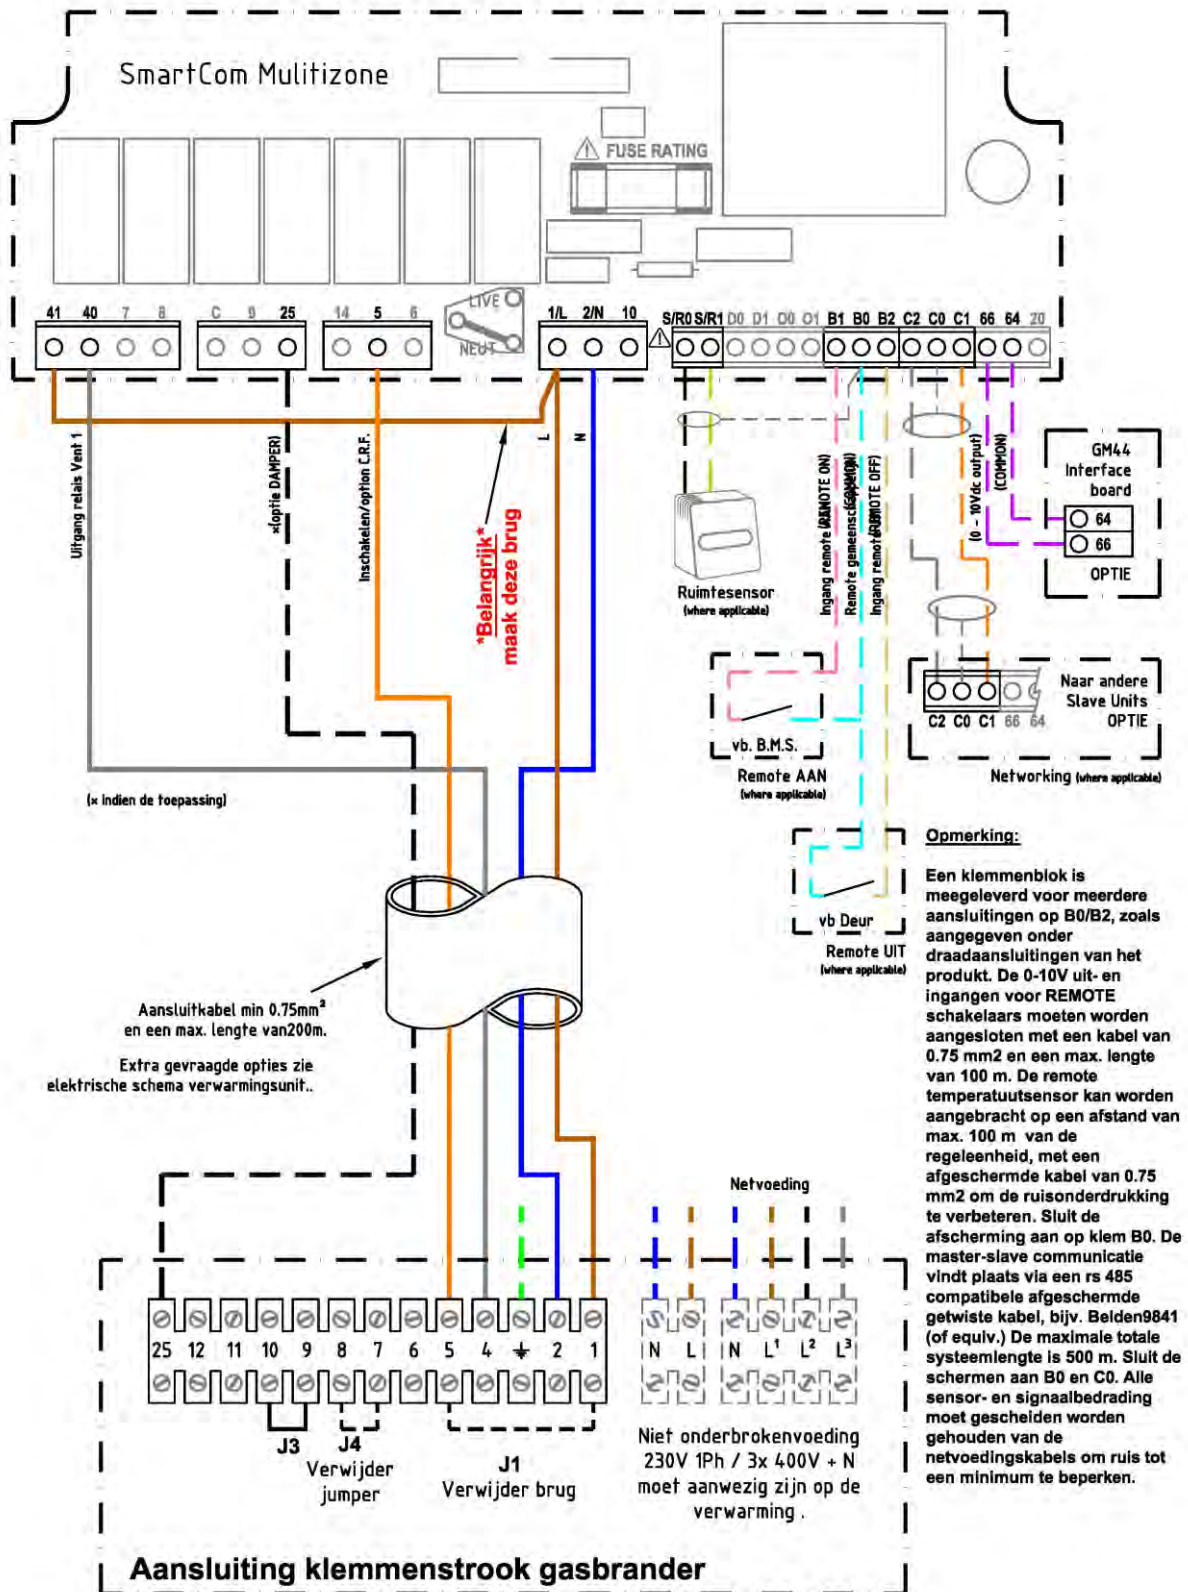 SmartCom Mulitizone
FUSE RATING
LIVE
NEUT
41 40 7 8
C 9 25
14 5 6
1/L 2/N 10
S/R0 S/R1 D0 D1 O0 O1 B1 B0 B2 C2 C0 C1 66 64 20
Uitgang relais Vent 1
×(optie DAMPER)
Inschakelen/option C.R.F.
*Belangrijk*
maak deze brug
L
N
Ingang remote
(REMOTE ON)
Remote gemeenschappelijk
(COMMON)
Ingang remote
(REMOTE OFF)
(0 - 10Vdc output)
(COMMON)
GM44
Interface
board
64
66
OPTIE
Ruimtesensor
(where applicable)
vb. B.M.S.
Remote AAN
(where applicable)
C2 C0 C1 66 64
Naar andere
Slave Units
OPTIE
Networking (where applicable)
vb Deur
Remote UIT
(where applicable)
(× indien de toepassing)
Aansluitkabel min 0.75mm²
en een max. lengte van200m.
Extra gevraagde opties zie
elektrische schema verwarmingsunit..
Opmerking:
Een klemmenblok is
meegeleverd voor meerdere
aansluitingen op B0/B2, zoals
aangegeven onder
draadaansluitingen van het
produkt. De 0-10V uit- en
ingangen voor REMOTE
schakelaars moeten worden
aangesloten met een kabel van
0.75 mm2 en een max. lengte
van 100 m. De remote
temperatuutsensor kan worden
aangebracht op een afstand van
max. 100 m van de
regeleenheid, met een
afgeschermde kabel van 0.75
mm2 om de ruisonderdrukking
te verbeteren. Sluit de
afscherming aan op klem B0. De
master-slave communicatie
vindt plaats via een rs 485
compatibele afgeschermde
getwiste kabel, bijv. Belden9841
(of equiv.) De maximale totale
systeemlengte is 500 m. Sluit de
schermen aan B0 en C0. Alle
sensor- en signaalbedrading
moet gescheiden worden
gehouden van de
netvoedingskabels om ruis tot
een minimum te beperken.
Netvoeding
25 12 11 10 9 8 7 6 5 4 2 1
N L N L¹ L² L³
J3
J4
Verwijder
jumper
J1
Verwijder brug
Niet onderbrokenvoeding
230V 1Ph / 3x 400V + N
moet aanwezig zijn op de
verwarming .
Aansluiting klemmenstrook gasbrander